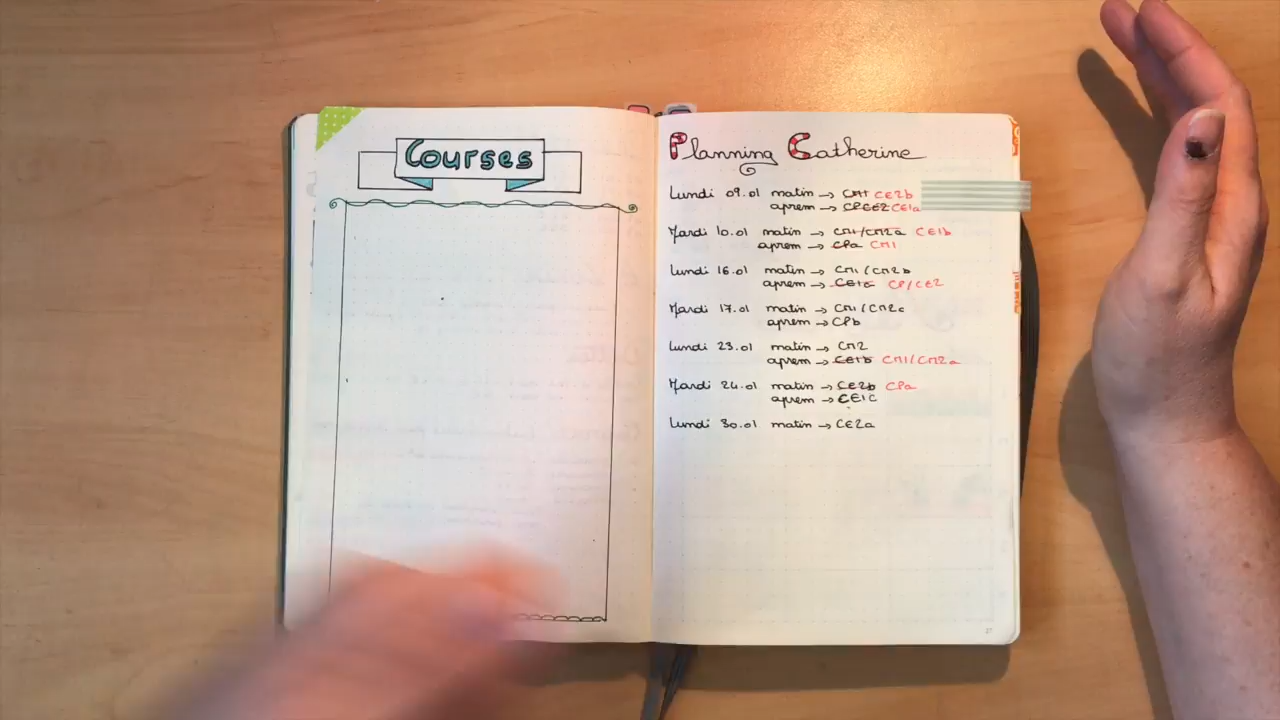 Courses
Planning Catherine
Lundi 09.01 matin → CM1 CE2b
aprem → CPCE2 CE1a
Mardi 10.01 matin → CM1/CM2a CE1b
aprem → CPa CM1
Lundi 16.01 matin → CM1/CM2b
aprem → CE1c CP/CE2
Mardi 17.01 matin → CM1/CM2c
aprem → CPb
Lundi 23.01 matin → CM2
aprem → CE1b CM1/CM2a
Mardi 24.01 matin → CE2b CPa
aprem → CE1C
Lundi 30.01 matin → CE2a